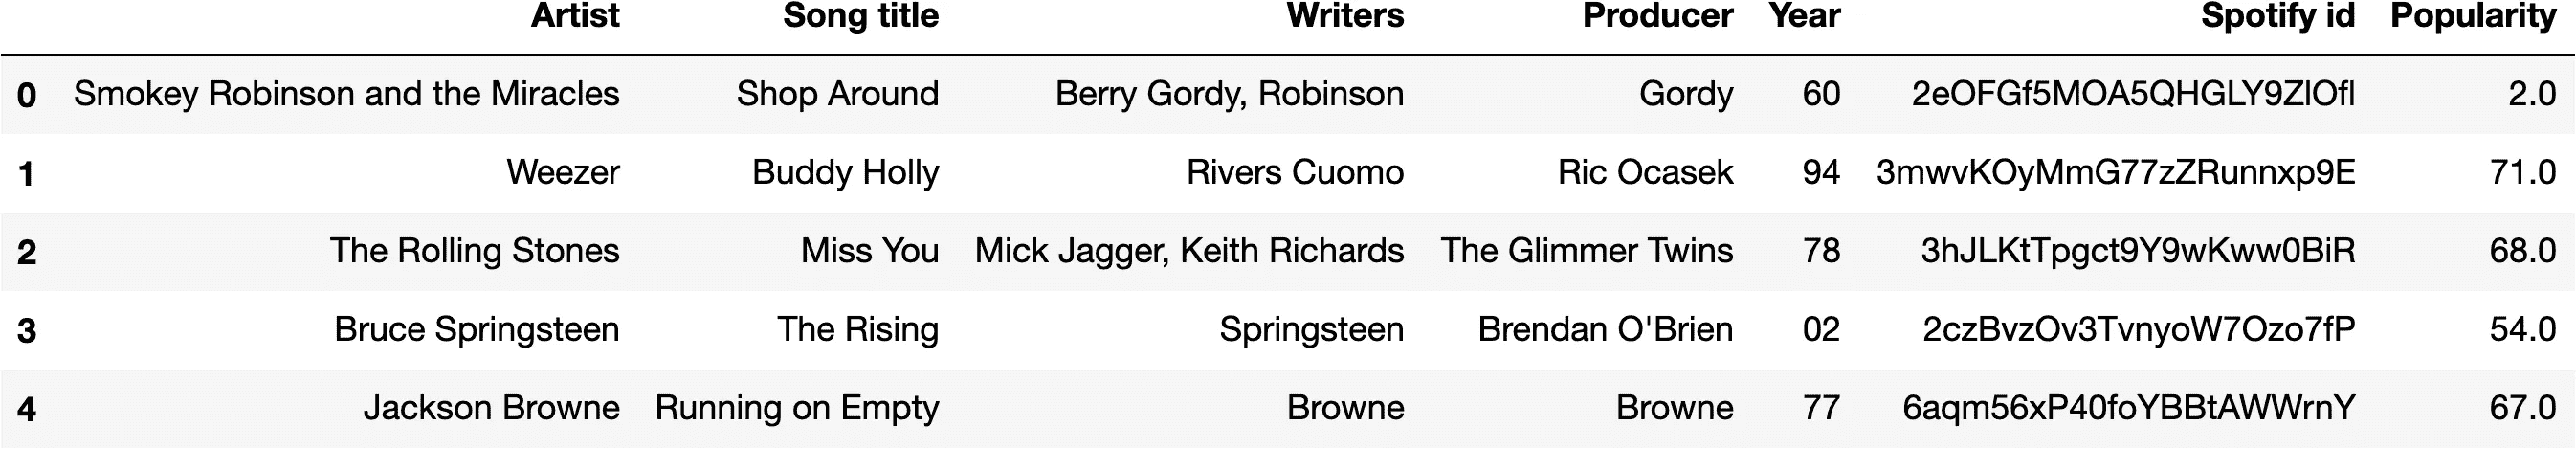 Artist Song title Writers Producer Year Spotify id Popularity
0 Smokey Robinson and the Miracles Shop Around Berry Gordy, Robinson Gordy 60 2eOFGf5MOA5QHGLY9ZlOfl 2.0
1 Weezer Buddy Holly Rivers Cuomo Ric Ocasek 94 3mwvKOyMmG77zZRunnxp9E 71.0
2 The Rolling Stones Miss You Mick Jagger, Keith Richards The Glimmer Twins 78 3hJLKtTpgct9Y9wKww0BiR 68.0
3 Bruce Springsteen The Rising Springsteen Brendan O'Brien 02 2czBvzOv3TvnyoW7Ozo7fP 54.0
4 Jackson Browne Running on Empty Browne Browne 77 6aqm56xP40foYBBtAWWrnY 67.0